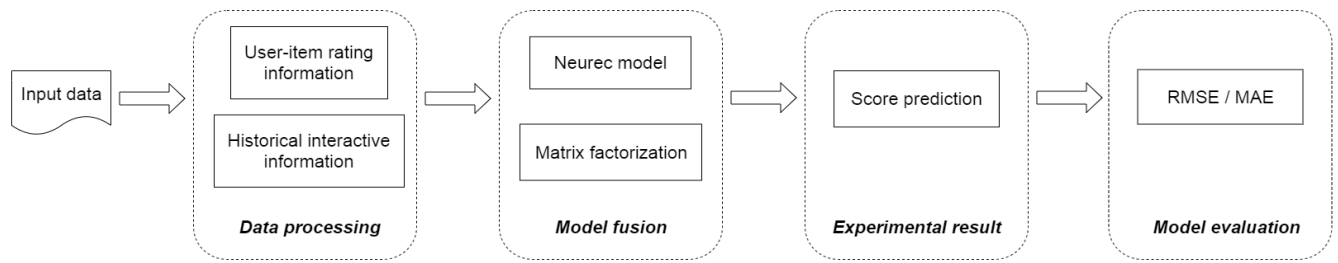 Input data
User-item rating
information
Historical interactive
information
Data processing
Neurec model
Matrix factorization
Model fusion
Score prediction
Experimental result
RMSE / MAE
Model evaluation